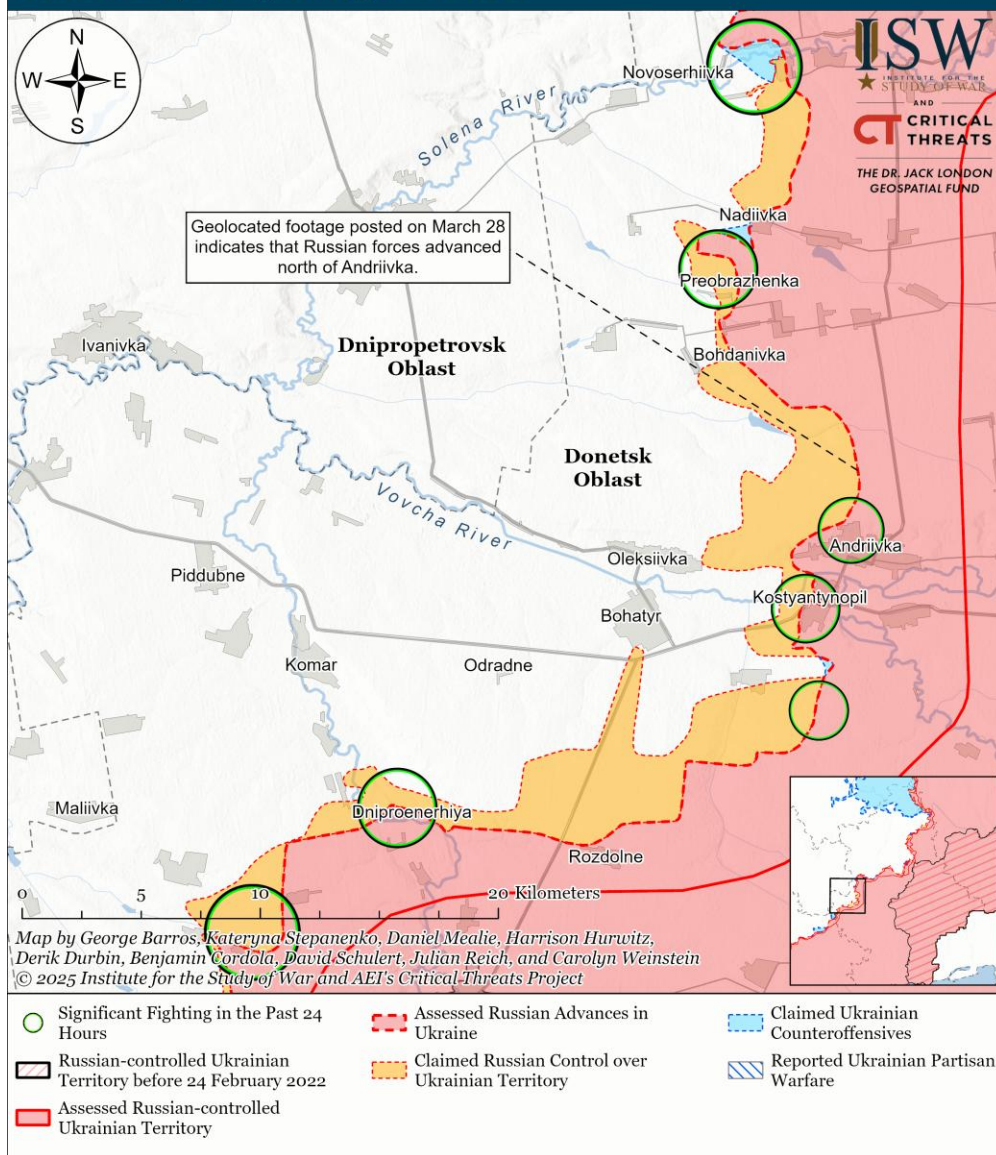 N
W E
S
ISW
INSTITUTE FOR THE
STUDY OF WAR
AND
CT CRITICAL
THREATS
THE DR. JACK LONDON
GEOSPATIAL FUND
Novoserhiivka
Solena River
Nadiivka
Geolocated footage posted on March 28
indicates that Russian forces advanced
north of Andriivka.
Preobrazhenka
Ivanivka
Dnipropetrovsk
Oblast
Bohdanivka
Donetsk
Oblast
Vovcha River
Andriivka
Oleksiivka
Piddubne
Kostyantynopil
Bohatyr
Komar
Odradne
Maliivka
Dniproenerhiya
Rozdolne
0 5 10 20 Kilometers
Map by George Barros, Kateryna Stepanenko, Daniel Mealie, Harrison Hurwitz,
Derik Durbin, Benjamin Cordola, David Schulert, Julian Reich, and Carolyn Weinstein
© 2025 Institute for the Study of War and AEI's Critical Threats Project
Significant Fighting in the Past 24
Hours
Russian-controlled Ukrainian
Territory before 24 February 2022
Assessed Russian-controlled
Ukrainian Territory
Assessed Russian Advances in
Ukraine
Claimed Russian Control over
Ukrainian Territory
Claimed Ukrainian
Counteroffensives
Reported Ukrainian Partisan
Warfare